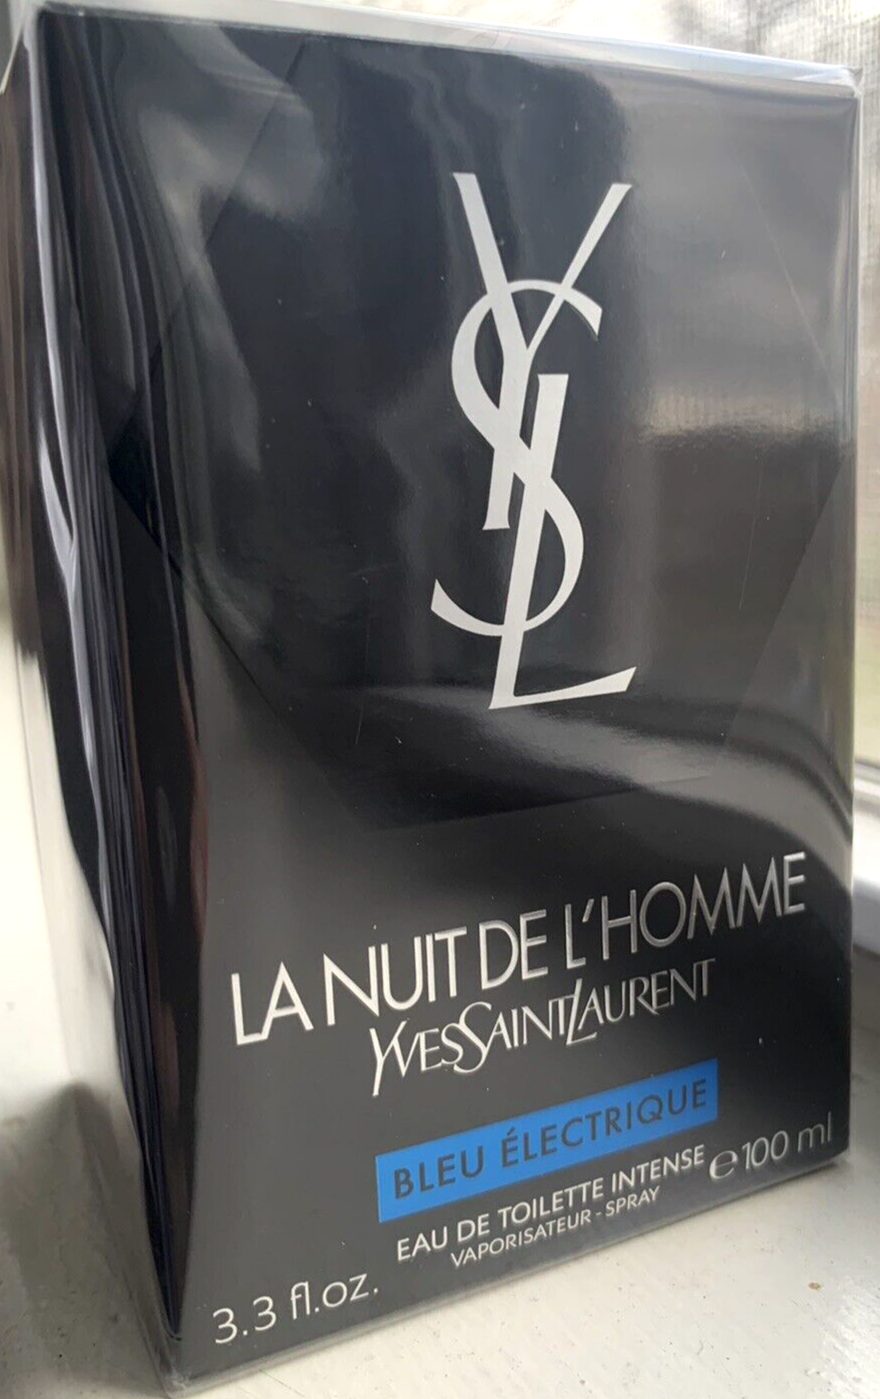 YSL
LA NUIT DE L'HOMME
YVESSAINTLAURENT
BLEU ÉLECTRIQUE
EAU DE TOILETTE INTENSE
VAPORISATEUR - SPRAY
3.3 fl.oz.
℮ 100 ml